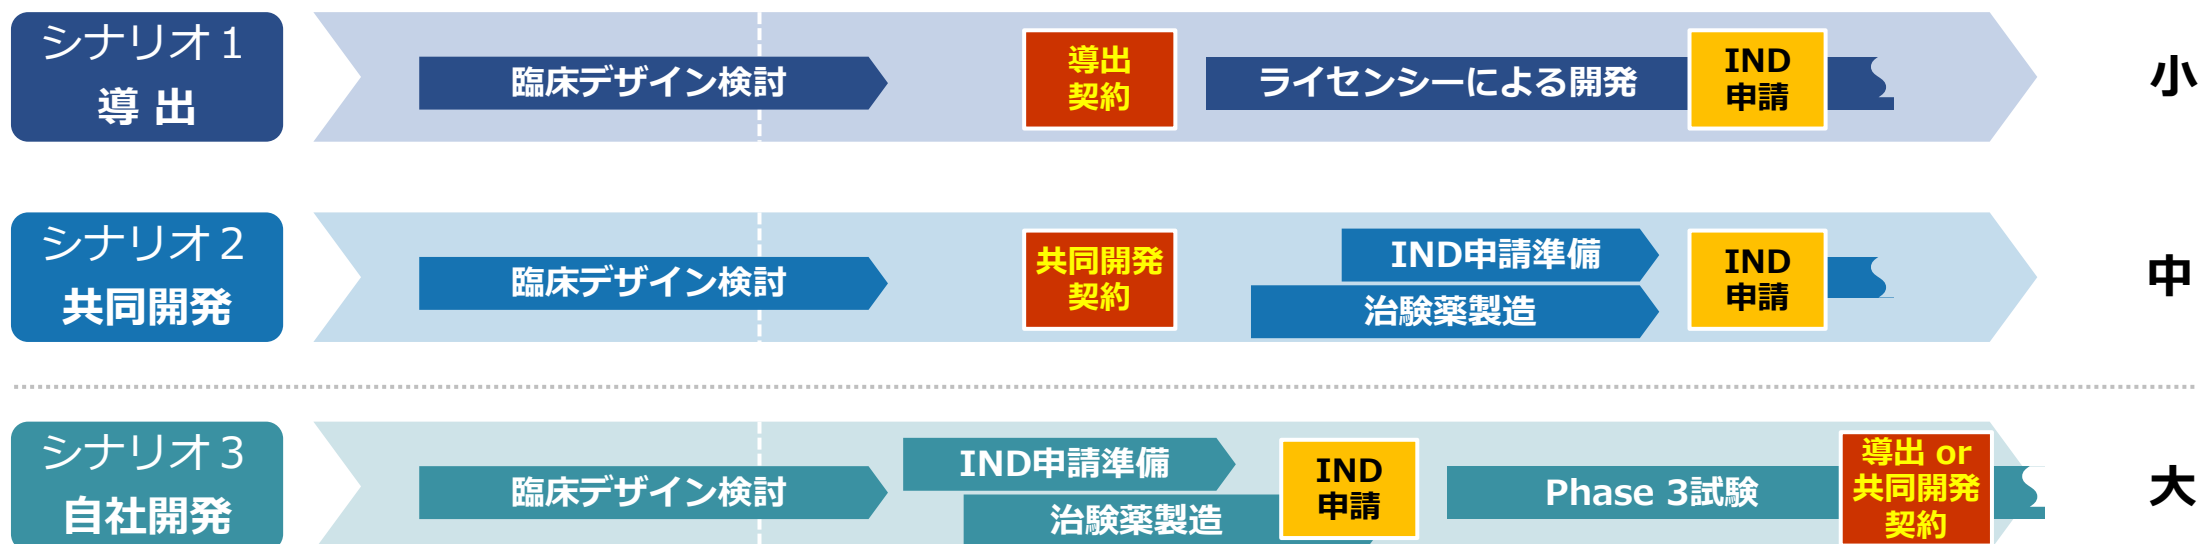 シナリオ１
導 出
臨床デザイン検討
導出
契約
ライセンシーによる開発
IND
申請
小
シナリオ２
共同開発
臨床デザイン検討
共同開発
契約
IND申請準備
治験薬製造
IND
申請
中
シナリオ３
自社開発
臨床デザイン検討
IND申請準備
治験薬製造
IND
申請
Phase 3試験
導出 or
共同開発
契約
大